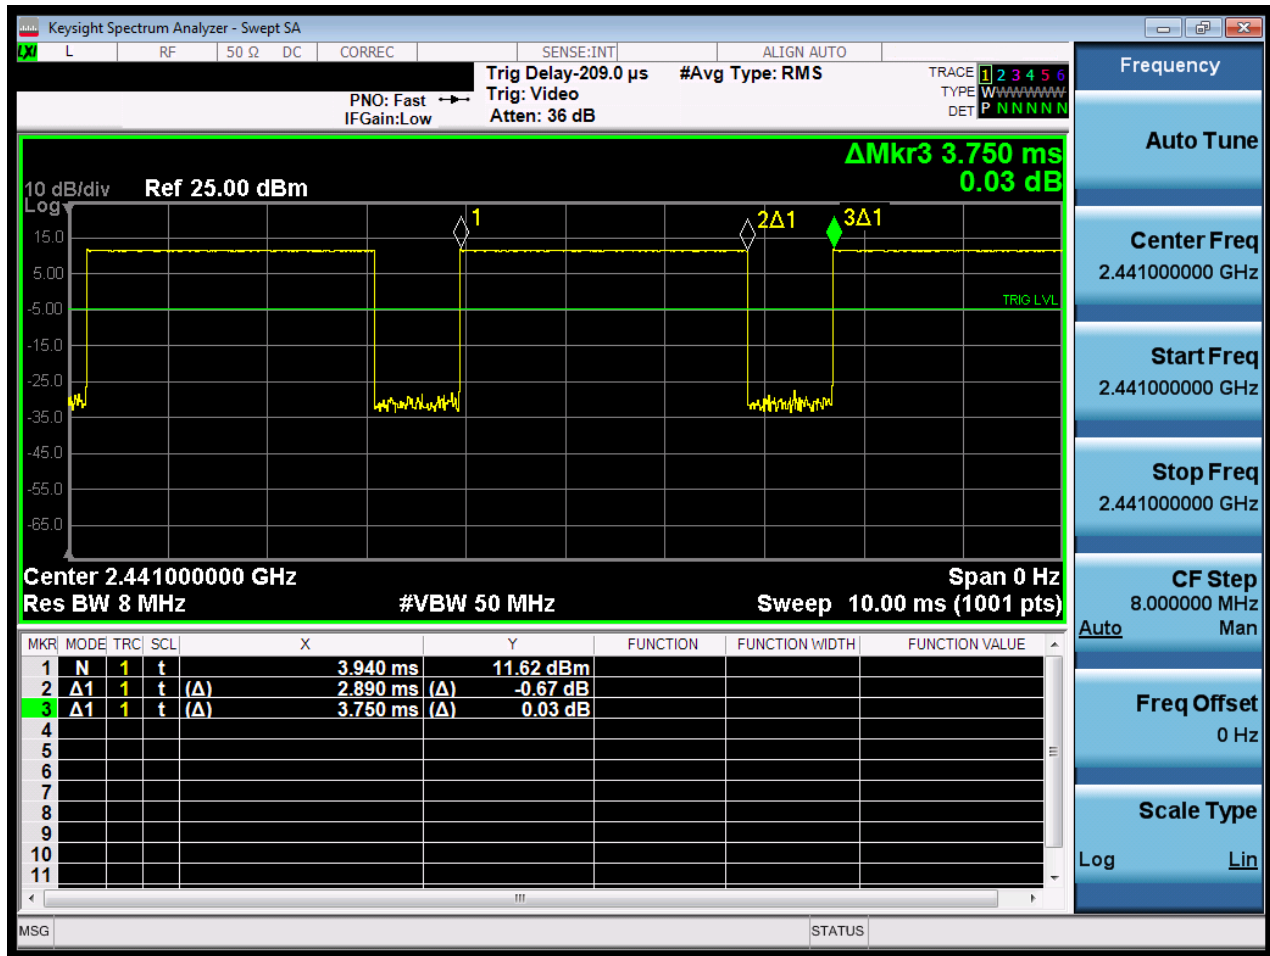 Keysight Spectrum Analyzer - Swept SA
LXI L RF 50 Ω DC CORREC SENSE:INT ALIGN AUTO
Trig Delay-209.0 µs #Avg Type: RMS
PNO: Fast Trig: Video
IFGain:Low Atten: 36 dB
TRACE 1 2 3 4 5 6
TYPE WWWWWWW
DET P N N N N N
ΔMkr3 3.750 ms
0.03 dB
10 dB/div Ref 25.00 dBm
Log
1
2Δ1
3Δ1
15.0
5.00
TRIG LVL
-5.00
-15.0
-25.0
-35.0
-45.0
-55.0
-65.0
Center 2.441000000 GHz Span 0 Hz
Res BW 8 MHz #VBW 50 MHz Sweep 10.00 ms (1001 pts)
MKR MODE TRC SCL X Y FUNCTION FUNCTION WIDTH FUNCTION VALUE
1 N 1 t 3.940 ms 11.62 dBm
2 Δ1 1 t (Δ) 2.890 ms (Δ) -0.67 dB
3 Δ1 1 t (Δ) 3.750 ms (Δ) 0.03 dB
4
5
6
7
8
9
10
11
MSG STATUS
Frequency
Auto Tune
Center Freq
2.441000000 GHz
Start Freq
2.441000000 GHz
Stop Freq
2.441000000 GHz
CF Step
8.000000 MHz
Auto Man
Freq Offset
0 Hz
Scale Type
Log Lin